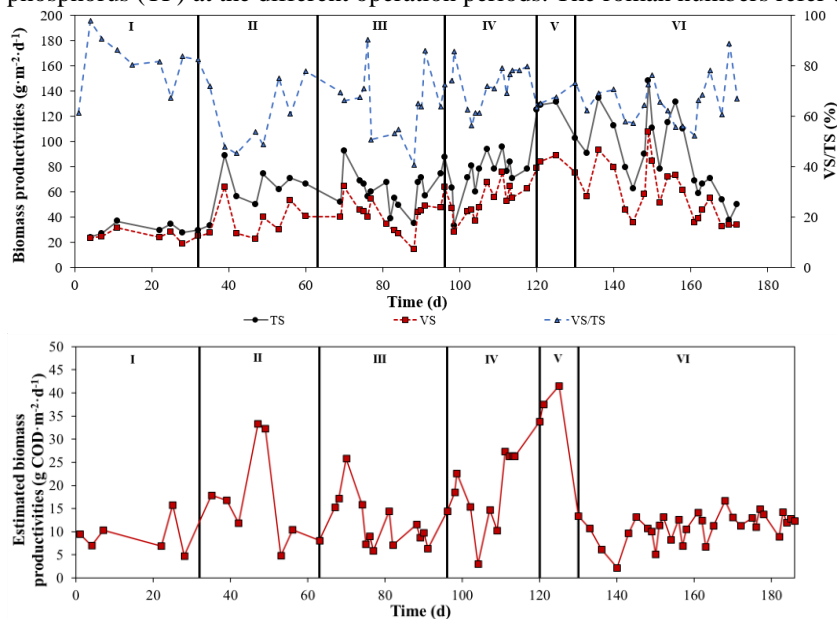 phosphorus (TP) at the different operation periods. The roman numbers refer
200 100
180
160 80
140
120 60
100
80 40
60
40 20
20
0 0
I II III IV V VI
Biomass productivities (g·m⁻²·d⁻¹)
VS/TS (%)
0 20 40 60 80 100 120 140 160 180
Time (d)
TS VS VS/TS
50
45
40
35
30
25
20
15
10
5
0
I II III IV V VI
Estimated biomass
productivities (g COD·m⁻²·d⁻¹)
0 20 40 60 80 100 120 140 160 180
Time (d)